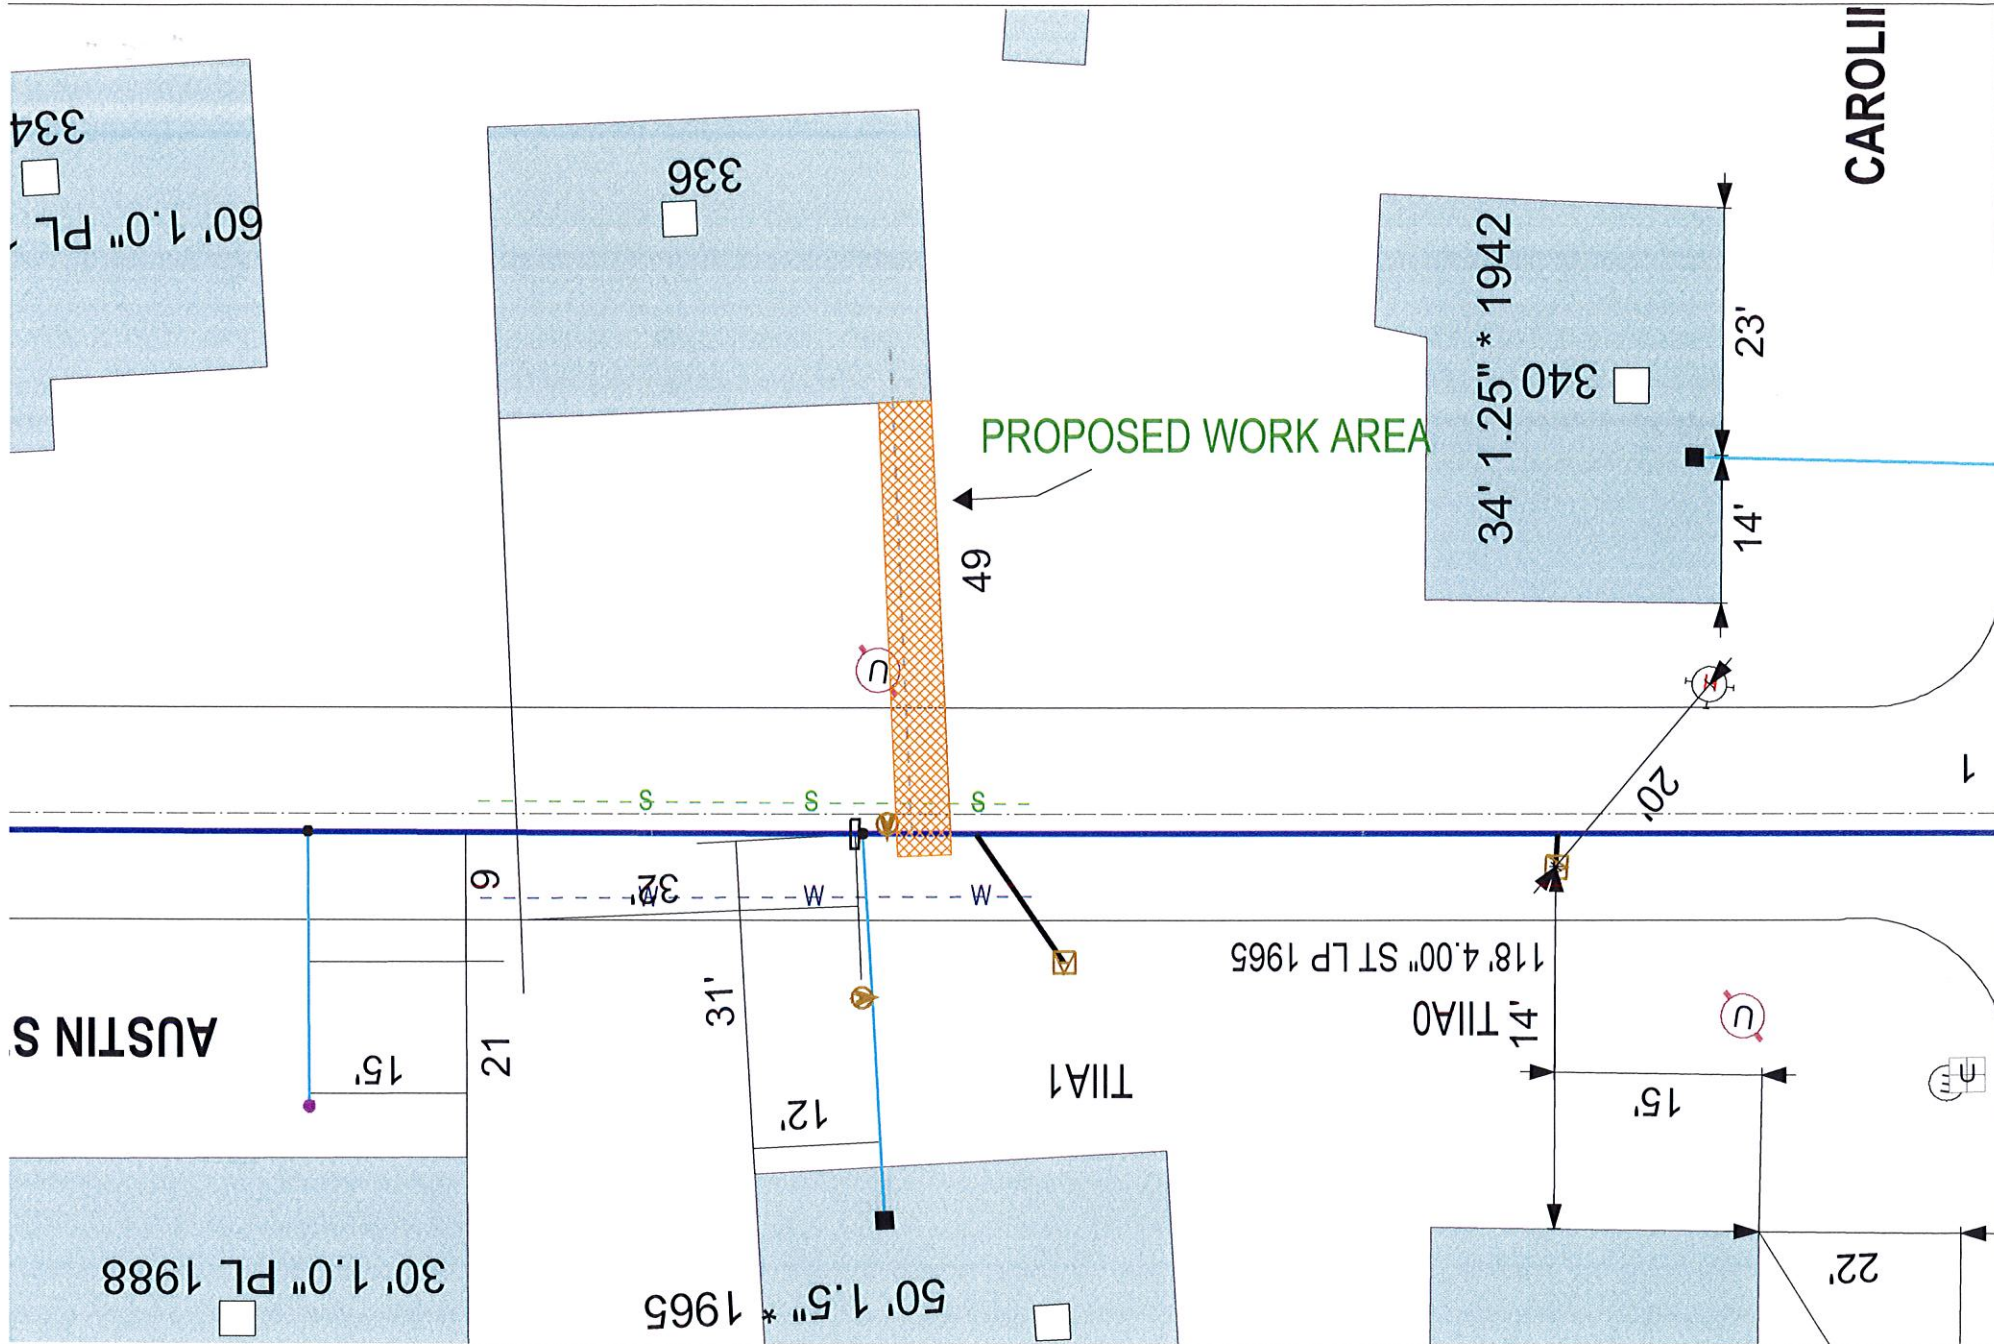 CAROLI
334
60' 1.0" PL
336
34' 1.25" * 1942
340
23'
14'
PROPOSED WORK AREA
49
U
20'
1
S S S
6
32'
W W W
118' 4.00" ST LP 1965
TIIA0
14'
U
AUSTIN S
31'
21
15'
TIIA1
12'
15'
E U
22'
30' 1.0" PL 1988
50' 1.5" * 1965